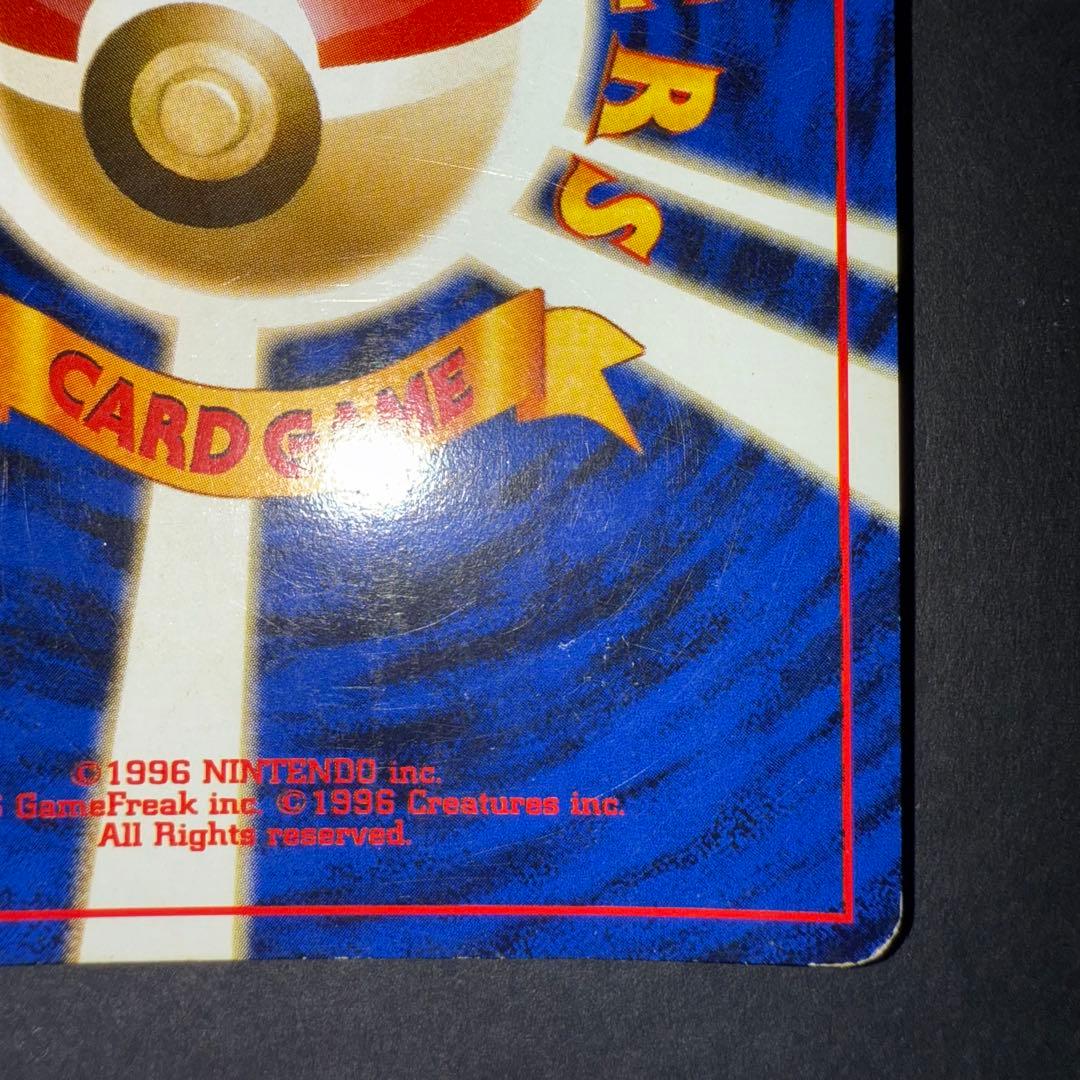 RS
CARD GAME
©1996 NINTENDO inc.
GameFreak inc. ©1996 Creatures inc.
All Rights reserved.